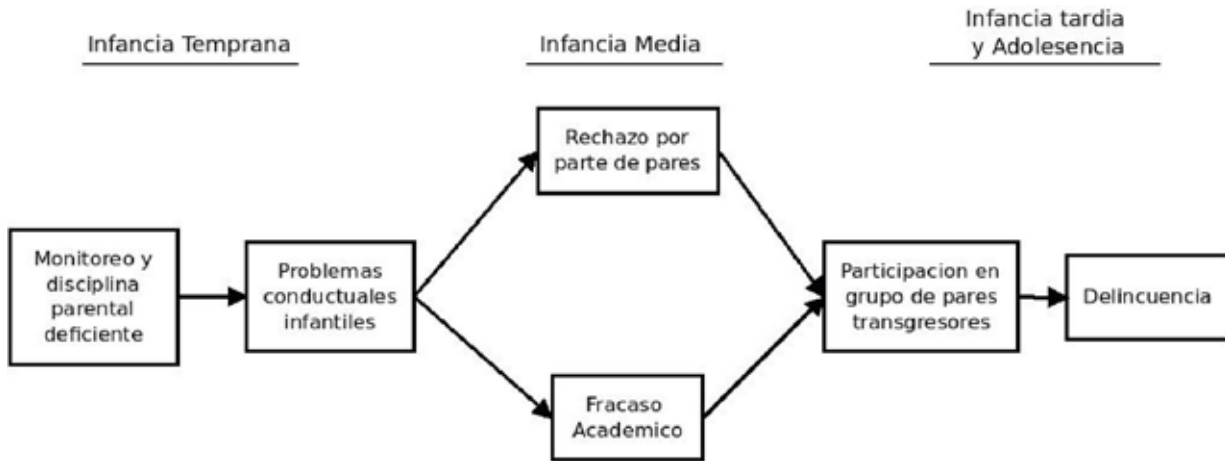 Infancia Temprana
Infancia Media
Infancia tardia
y Adolesencia
Rechazo por
parte de pares
Monitoreo y
disciplina
parental
deficiente
Problemas
conductuales
infantiles
Participacion en
grupo de pares
transgresores
Delincuencia
Fracaso
Academico